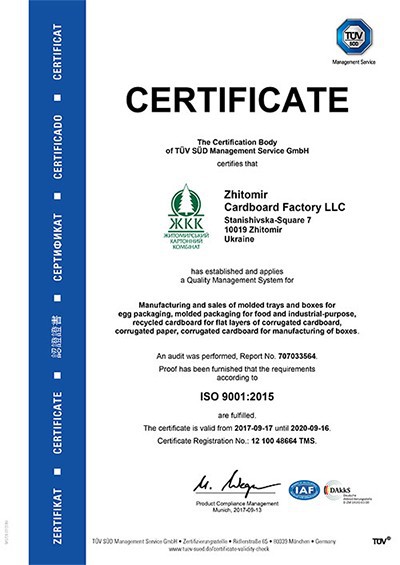 ZERTIFIKAT ■ CERTIFICATE ■ 認證證書 ■ СЕРТИФИКАТ ■ CERTIFICADO ■ CERTIFICAT
TÜV
SÜD
Management Service
CERTIFICATE
The Certification Body
of TÜV SÜD Management Service GmbH
certifies that
ЖКК
ЖИТОМИРСЬКИЙ
КАРТОННИЙ
КОМБІНАТ
Zhitomir
Cardboard Factory LLC
Stanishivska-Square 7
10019 Zhitomir
Ukraine
has established and applies
a Quality Management System for
Manufacturing and sales of molded trays and boxes for
egg packaging, molded packaging for food and industrial-purpose,
recycled cardboard for flat layers of corrugated cardboard,
corrugated paper, corrugated cardboard for manufacturing of boxes.
An audit was performed, Report No. 707033564.
Proof has been furnished that the requirements
according to
ISO 9001:2015
are fulfilled.
The certificate is valid from 2017-09-17 until 2020-09-16.
Certificate Registration No.: 12 100 48664 TMS.
Product Compliance Management
Munich, 2017-09-13
IAF
DAkkS
Deutsche
Akkreditierungsstelle
TÜV SÜD Management Service GmbH • Zertifizierungsstelle • Ridlerstraße 65 • 80339 München • Germany
www.tuev-sued.de/certificate-validity-check
TÜV®